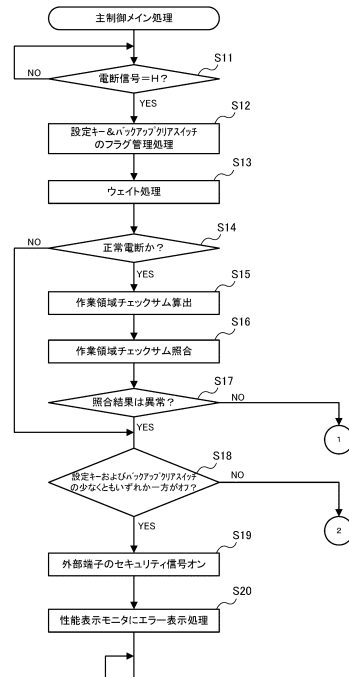 主制御メイン処理
S11
電断信号=H?
NO
YES
S12
設定キー&バックアップクリアスイッチ
のフラグ管理処理
S13
ウェイト処理
S14
正常電断か?
NO
YES
S15
作業領域チェックサム算出
S16
作業領域チェックサム照合
S17
照合結果は異常?
NO
YES
1
S18
設定キーおよびバックアップクリアスイッチ
の少なくともいずれか一方がオフ?
NO
YES
2
S19
外部端子のセキュリティ信号オン
S20
性能表示モニタにエラー表示処理